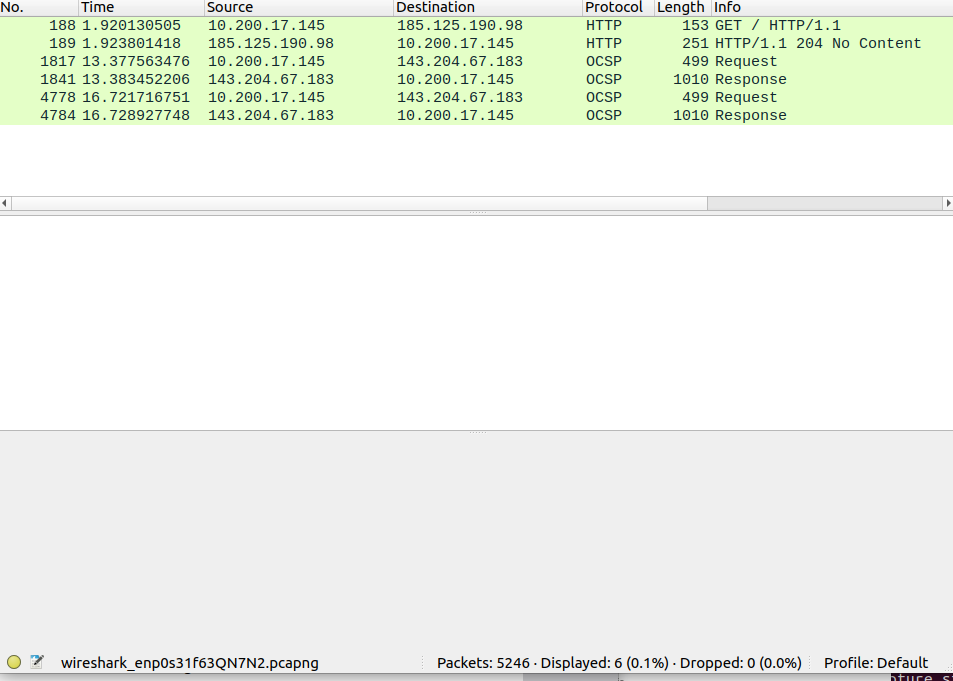 No. Time Source Destination Protocol Length Info
188 1.920130505 10.200.17.145 185.125.190.98 HTTP 153 GET / HTTP/1.1
189 1.923801418 185.125.190.98 10.200.17.145 HTTP 251 HTTP/1.1 204 No Content
1817 13.377563476 10.200.17.145 143.204.67.183 OCSP 499 Request
1841 13.383452206 143.204.67.183 10.200.17.145 OCSP 1010 Response
4778 16.721716751 10.200.17.145 143.204.67.183 OCSP 499 Request
4784 16.728927748 143.204.67.183 10.200.17.145 OCSP 1010 Response
wireshark_enp0s31f63QN7N2.pcapng Packets: 5246 · Displayed: 6 (0.1%) · Dropped: 0 (0.0%) Profile: Default